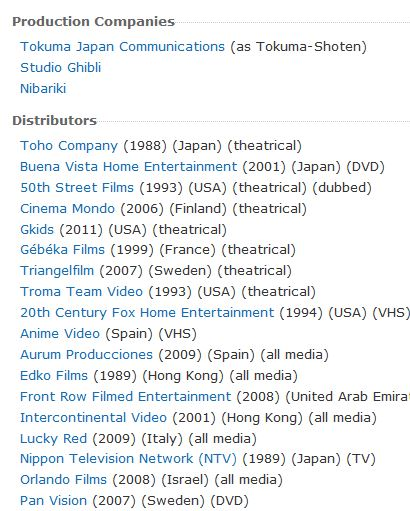 Production Companies
Tokuma Japan Communications (as Tokuma-Shoten)
Studio Ghibli
Nibariki
Distributors
Toho Company (1988) (Japan) (theatrical)
Buena Vista Home Entertainment (2001) (Japan) (DVD)
50th Street Films (1993) (USA) (theatrical) (dubbed)
Cinema Mondo (2006) (Finland) (theatrical)
Gkids (2011) (USA) (theatrical)
Gébéka Films (1999) (France) (theatrical)
Triangelfilm (2007) (Sweden) (theatrical)
Troma Team Video (1993) (USA) (theatrical)
20th Century Fox Home Entertainment (1994) (USA) (VHS)
Anime Video (Spain) (VHS)
Aurum Producciones (2009) (Spain) (all media)
Edko Films (1989) (Hong Kong) (all media)
Front Row Filmed Entertainment (2008) (United Arab Emira
Intercontinental Video (2001) (Hong Kong) (all media)
Lucky Red (2009) (Italy) (all media)
Nippon Television Network (NTV) (1989) (Japan) (TV)
Orlando Films (2008) (Israel) (all media)
Pan Vision (2007) (Sweden) (DVD)